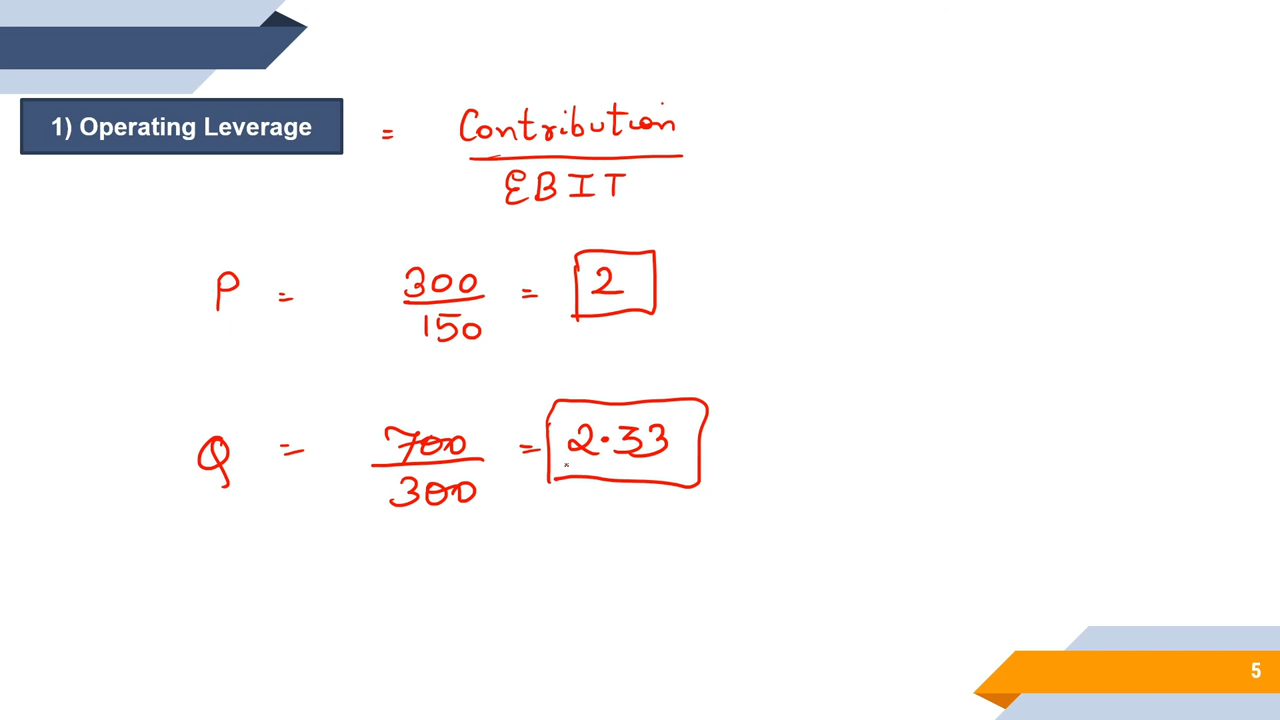 1) Operating Leverage = Contribution / EBIT
P = 300 / 150 = 2
Q = 700 / 300 = 2.33
5